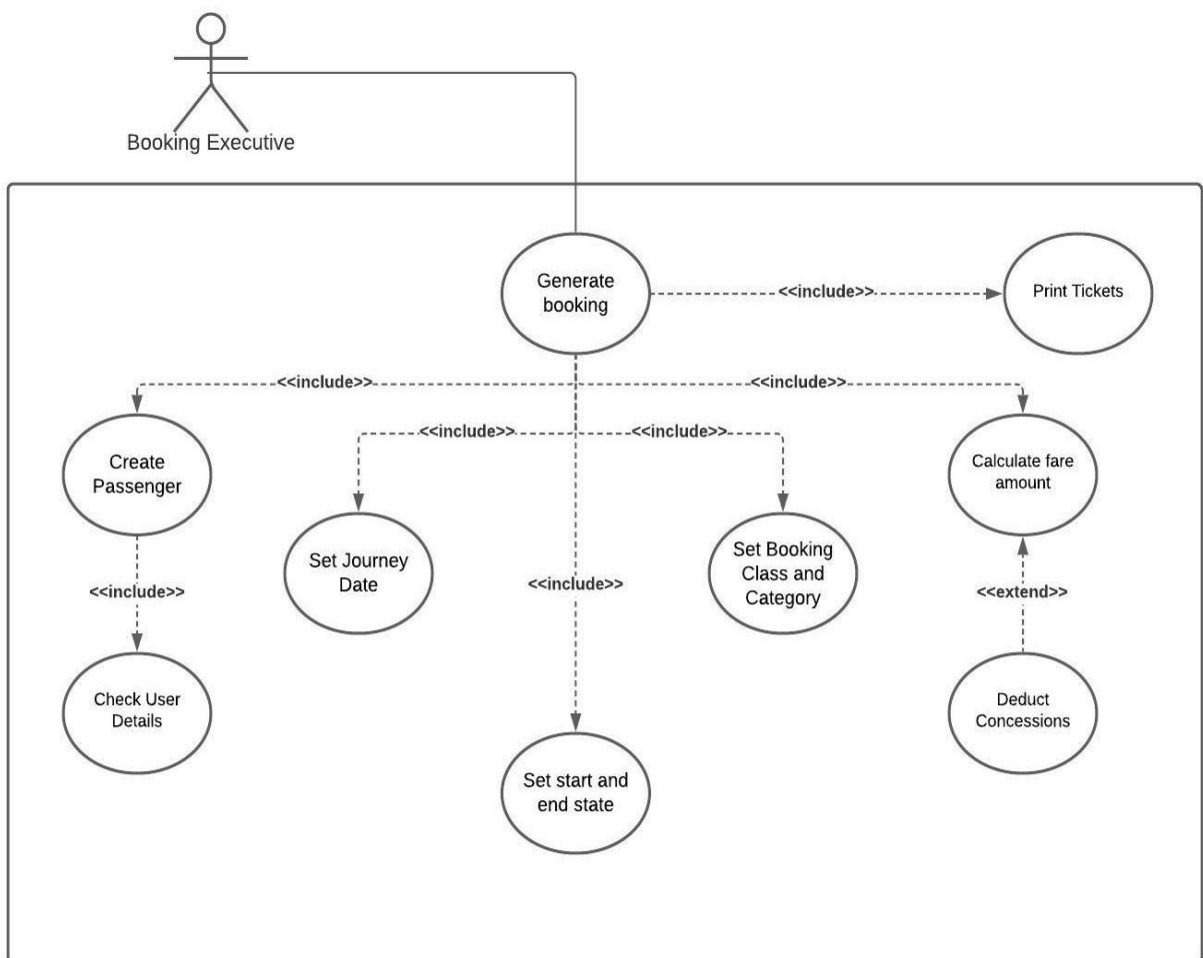 Booking Executive
Generate
booking
<<include>>
Print Tickets
<<include>>
<<include>>
Create
Passenger
<<include>>
<<include>>
Calculate fare
amount
Set Journey
Date
Set Booking
Class and
Category
<<include>>
<<include>>
<<extend>>
Check User
Details
Deduct
Concessions
Set start and
end state